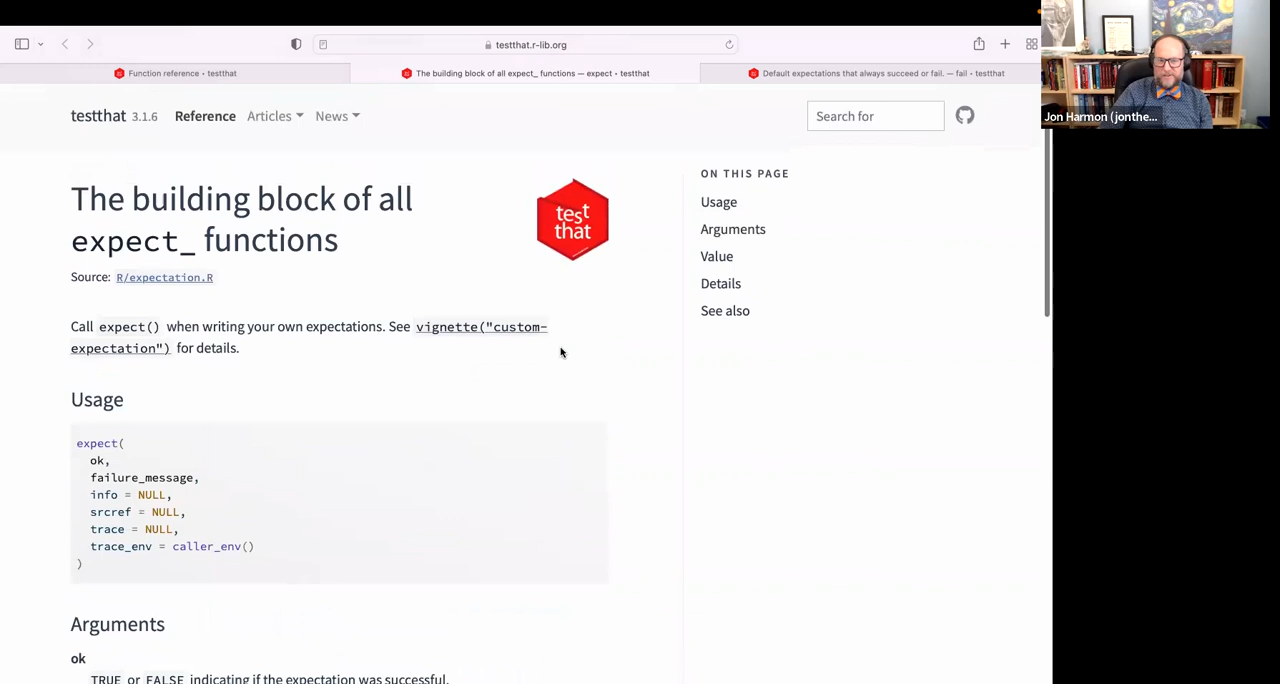 testthat.r-lib.org
Function reference • testthat
The building block of all expect_ functions — expect • testthat
Default expectations that always succeed or fail. — fail • testthat
Jon Harmon (jonthe...
testthat 3.1.6 Reference Articles News
Search for
The building block of all
expect_ functions
test
that
Source: R/expectation.R
Call expect() when writing your own expectations. See vignette("custom-
expectation") for details.
Usage
expect(
ok,
failure_message,
info = NULL,
srcref = NULL,
trace = NULL,
trace_env = caller_env()
)
Arguments
ok
TRUE or FALSE indicating if the expectation was successful.
ON THIS PAGE
Usage
Arguments
Value
Details
See also